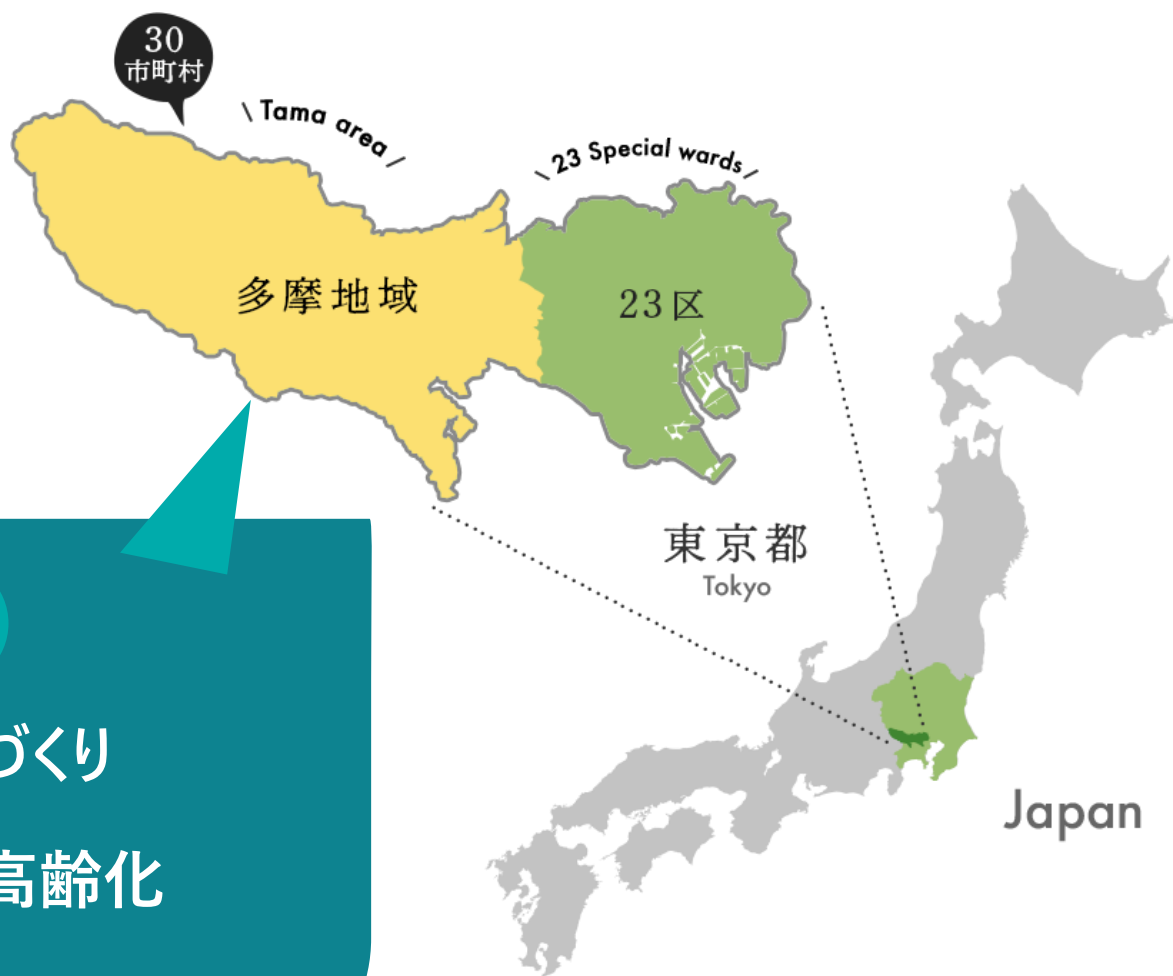 30
市町村
\ Tama area /
\ 23 Special wards /
多摩地域
23区
東京都
Tokyo
づくり
高齢化
Japan